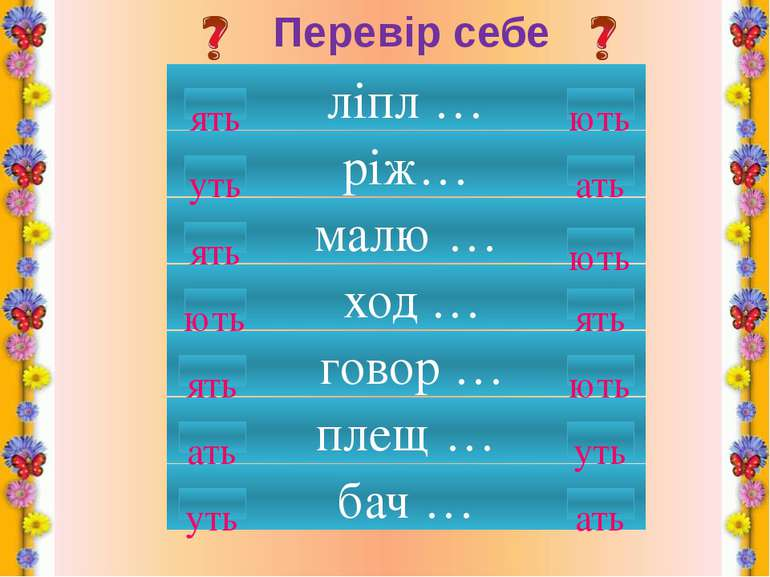 Перевір себе
ять ліпл … ють
уть ріж… ать
ять малю … ють
ють ход … ять
ять говор … ють
ать плещ … уть
уть бач … ать